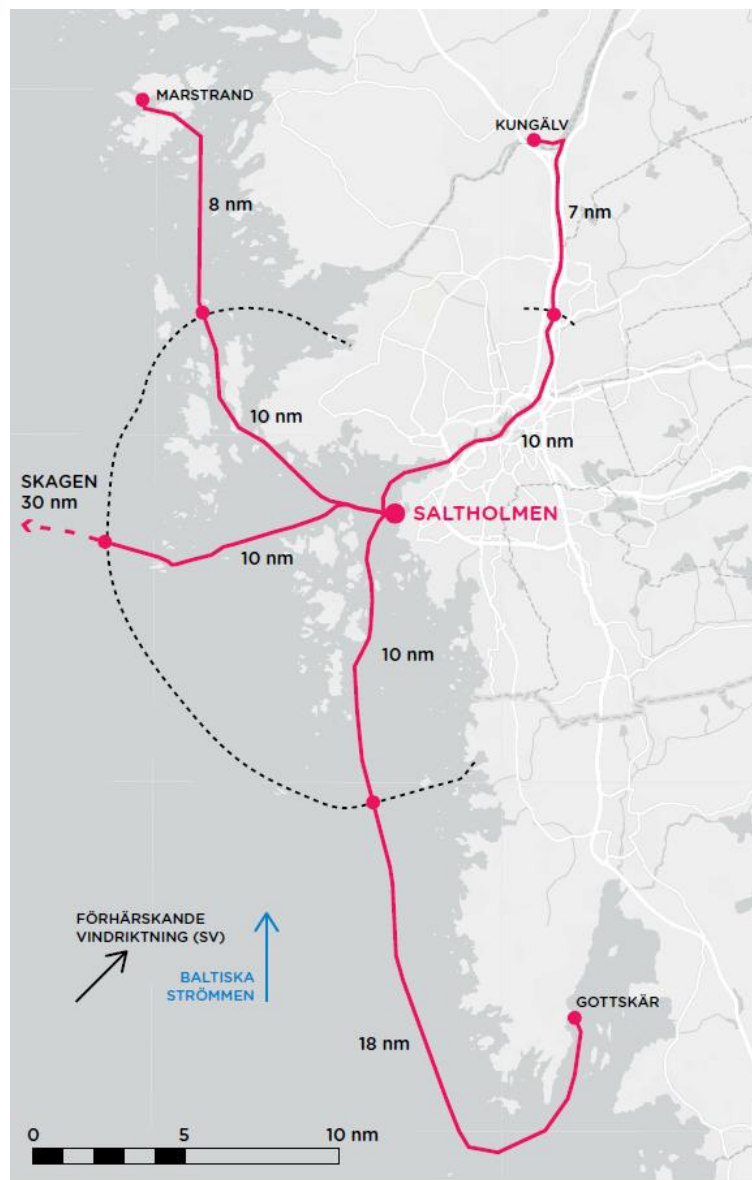 MARSTRAND
KUNGÄLV
8 nm
7 nm
10 nm
10 nm
SKAGEN
30 nm
SALTHOLMEN
10 nm
10 nm
FÖRHÄRSKANDE
VINDRIKTNING (SV)
BALTISKA
STRÖMMEN
GOTTSKÄR
18 nm
0 5 10 nm